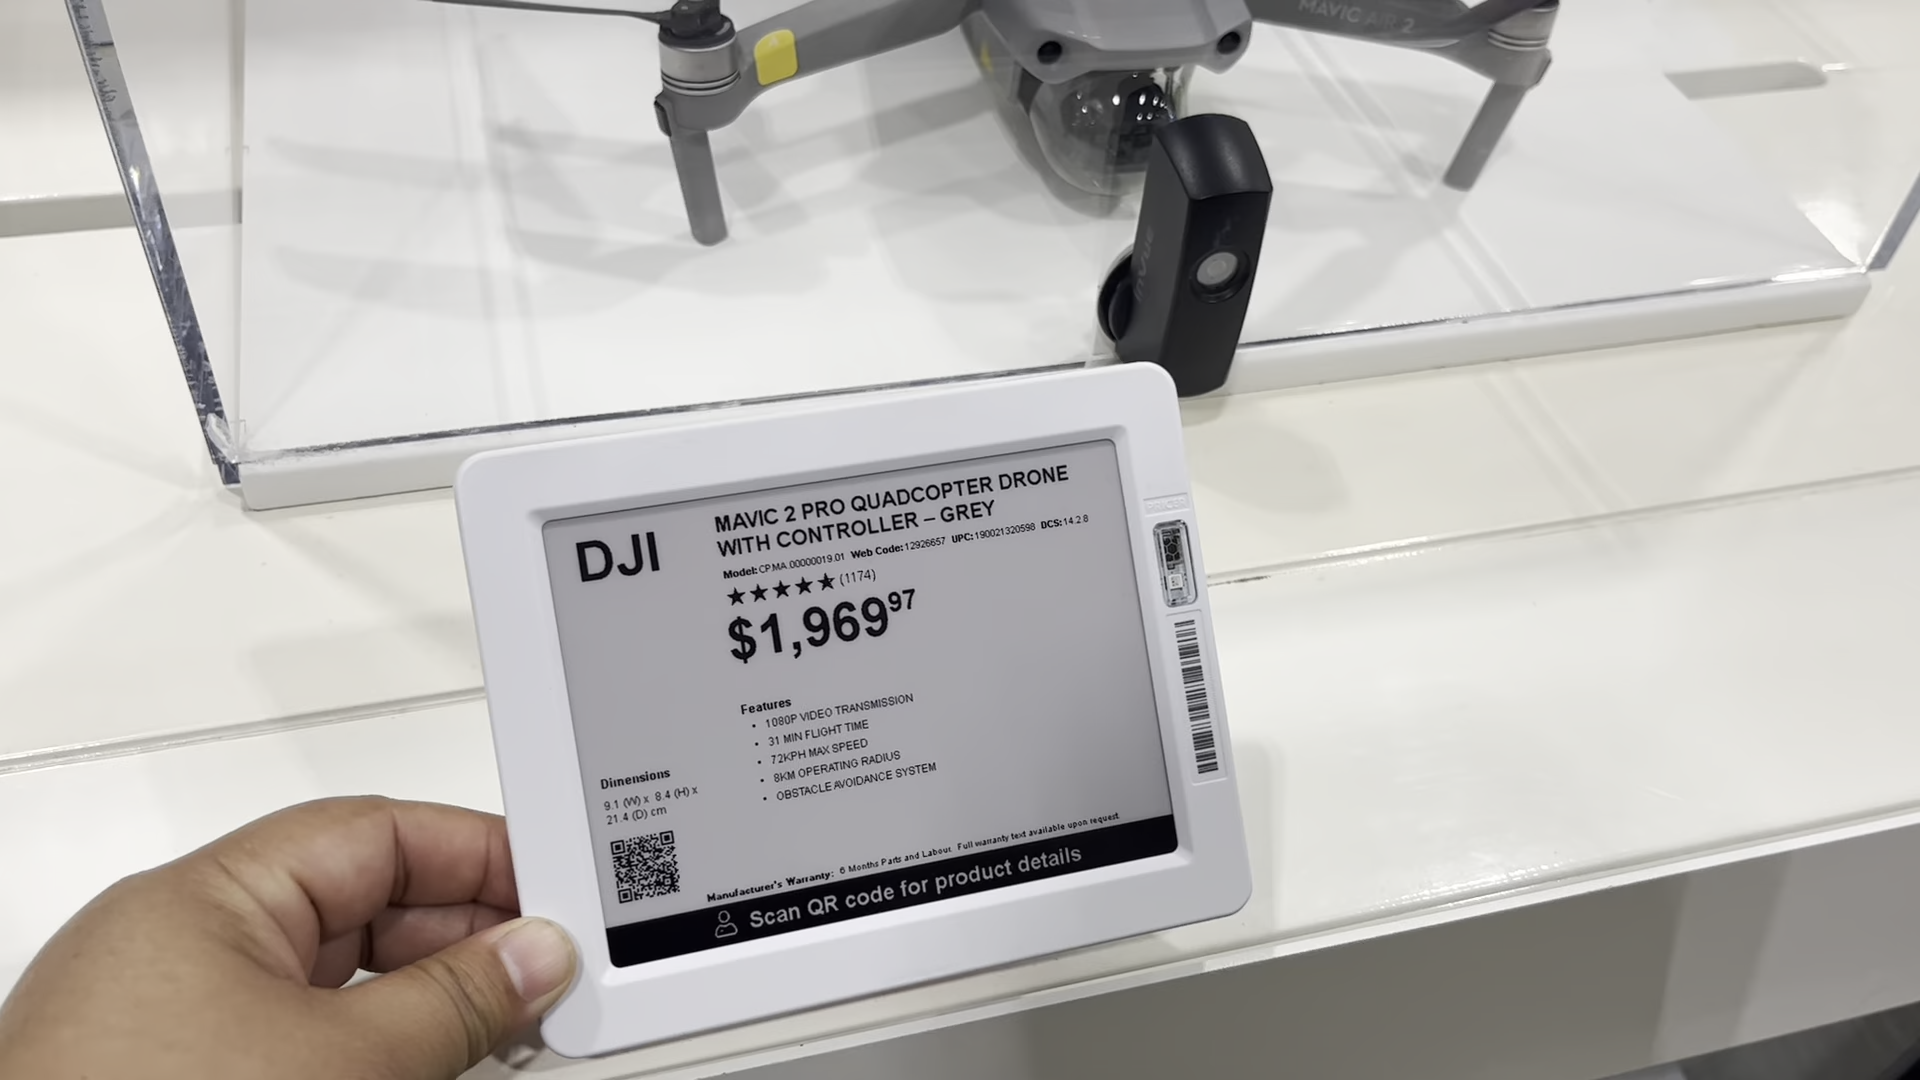 MAVIC AIR 2
invue
DJI
MAVIC 2 PRO QUADCOPTER DRONE
WITH CONTROLLER – GREY
Model: CP.MA.00000019.01 Web Code: 12926657 UPC: 190021320598 DCS: 14.2.8
(1174)
$1,969 97
Features
• 1080P VIDEO TRANSMISSION
• 31 MIN FLIGHT TIME
• 72KPH MAX SPEED
• 8KM OPERATING RADIUS
• OBSTACLE AVOIDANCE SYSTEM
Dimensions
9.1 (W) x 8.4 (H) x
21.4 (D) cm
Manufacturer's Warranty: 6 Months Parts and Labour. Full warranty text available upon request
Scan QR code for product details
PRICER